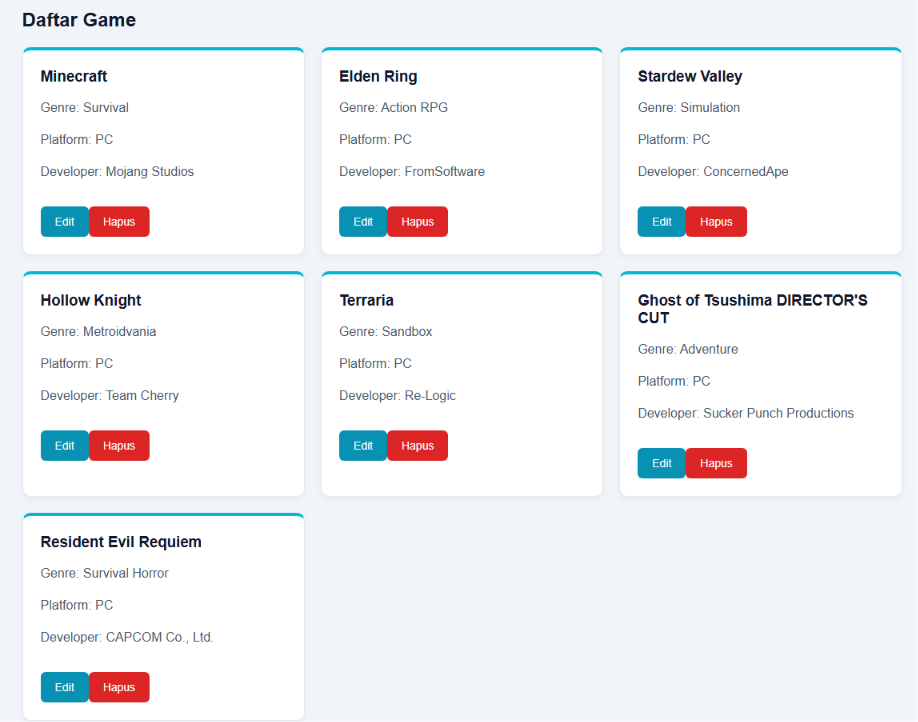 Daftar Game
Minecraft
Genre: Survival
Platform: PC
Developer: Mojang Studios
Edit Hapus
Elden Ring
Genre: Action RPG
Platform: PC
Developer: FromSoftware
Edit Hapus
Stardew Valley
Genre: Simulation
Platform: PC
Developer: ConcernedApe
Edit Hapus
Hollow Knight
Genre: Metroidvania
Platform: PC
Developer: Team Cherry
Edit Hapus
Terraria
Genre: Sandbox
Platform: PC
Developer: Re-Logic
Edit Hapus
Ghost of Tsushima DIRECTOR'S
CUT
Genre: Adventure
Platform: PC
Developer: Sucker Punch Productions
Edit Hapus
Resident Evil Requiem
Genre: Survival Horror
Platform: PC
Developer: CAPCOM Co., Ltd.
Edit Hapus